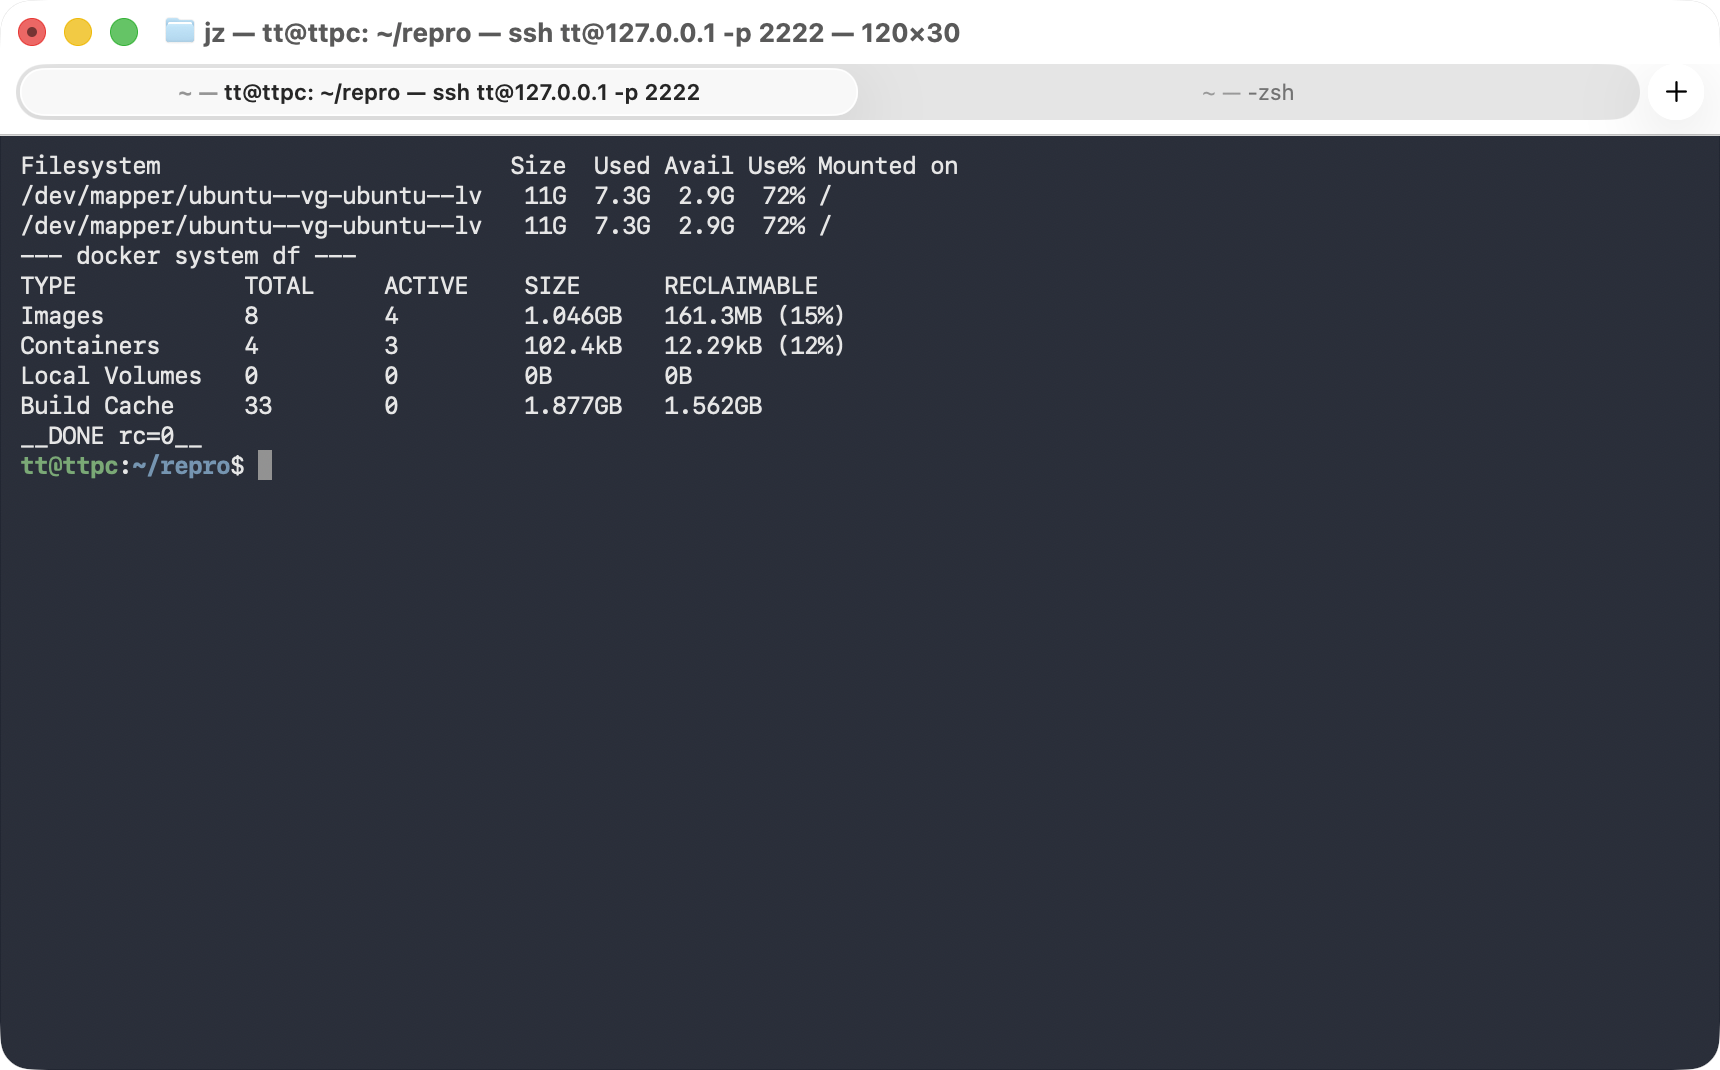 jz — tt@ttpc: ~/repro — ssh tt@127.0.0.1 -p 2222 — 120×30
~ — tt@ttpc: ~/repro — ssh tt@127.0.0.1 -p 2222
~ — -zsh
+
Filesystem                         Size  Used Avail Use% Mounted on
/dev/mapper/ubuntu--vg-ubuntu--lv   11G  7.3G  2.9G  72% /
/dev/mapper/ubuntu--vg-ubuntu--lv   11G  7.3G  2.9G  72% /
--- docker system df ---
TYPE            TOTAL     ACTIVE    SIZE      RECLAIMABLE
Images          8         4         1.046GB   161.3MB (15%)
Containers      4         3         102.4kB   12.29kB (12%)
Local Volumes   0         0         0B        0B
Build Cache     33        0         1.877GB   1.562GB
__DONE rc=0__
tt@ttpc:~/repro$